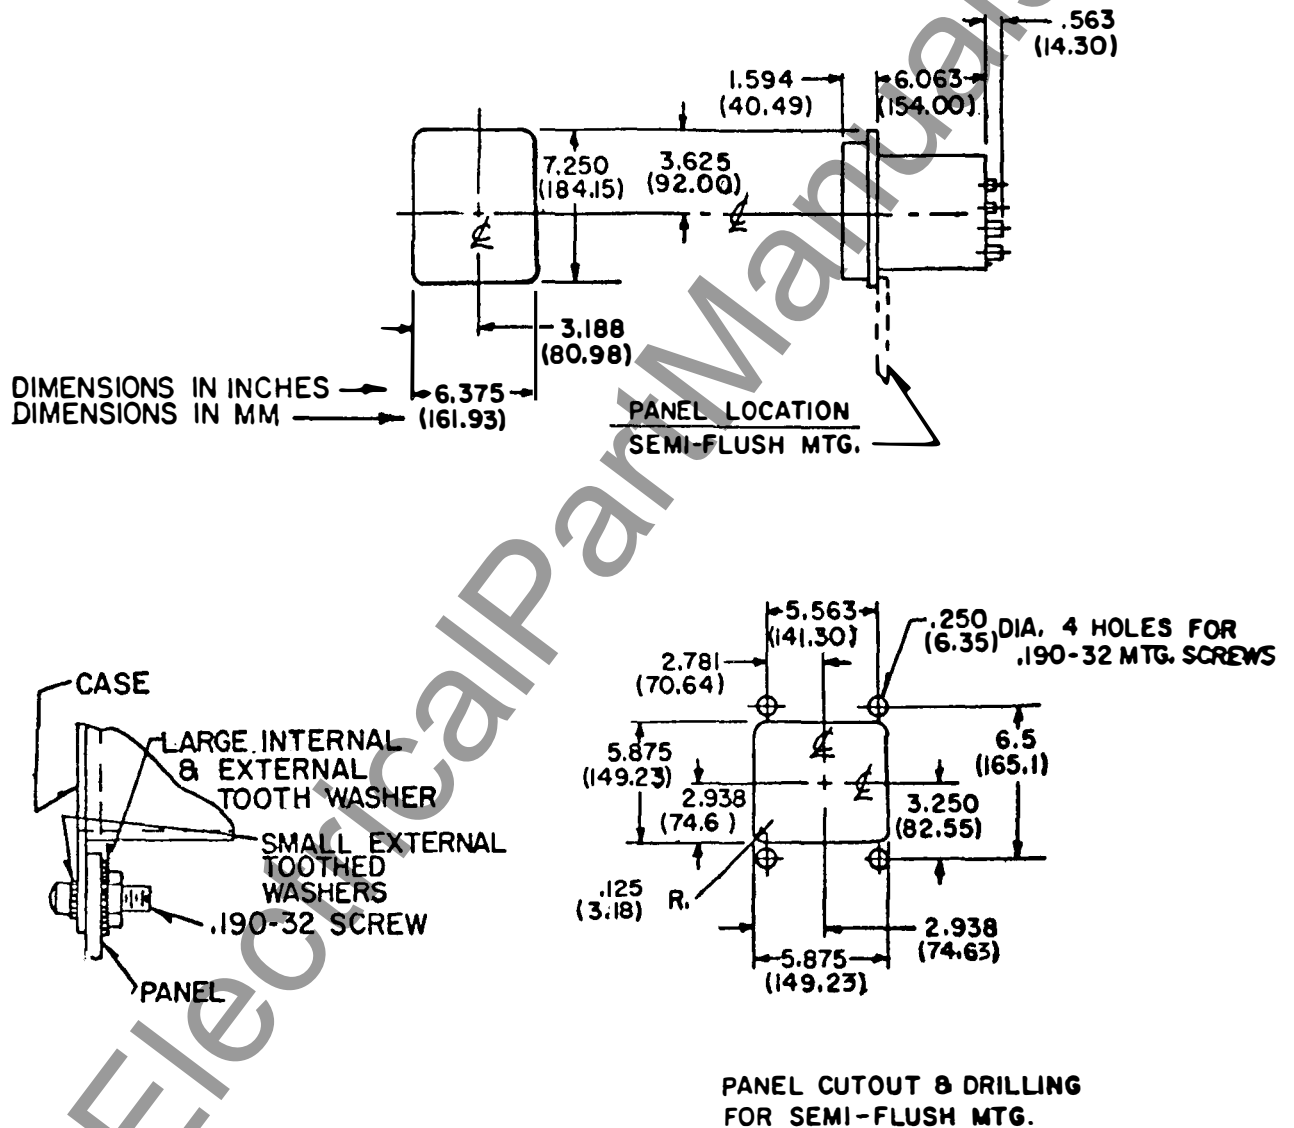 .563
(14.30)
1.594
(40.49)
6.063
(154.00)
7.250
(184.15)
3.625
(92.00)
℄
℄
3.188
(80.98)
DIMENSIONS IN INCHES
DIMENSIONS IN MM
6.375
(161.93)
PANEL LOCATION
SEMI-FLUSH MTG.
ElectricalPartManuals
5.563
(141.30)
.250
(6.35) DIA. 4 HOLES FOR
.190-32 MTG. SCREWS
2.781
(70.64)
CASE
LARGE INTERNAL
& EXTERNAL
TOOTH WASHER
SMALL EXTERNAL
TOOTHED
WASHERS
.190-32 SCREW
PANEL
5.875
(149.23)
℄
℄
6.5
(165.1)
2.938
(74.6)
3.250
(82.55)
.125
(3.18) R.
2.938
(74.63)
5.875
(149.23)
PANEL CUTOUT & DRILLING
FOR SEMI-FLUSH MTG.